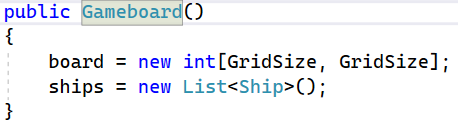 public Gameboard()
{
    board = new int[GridSize, GridSize];
    ships = new List<Ship>();
}